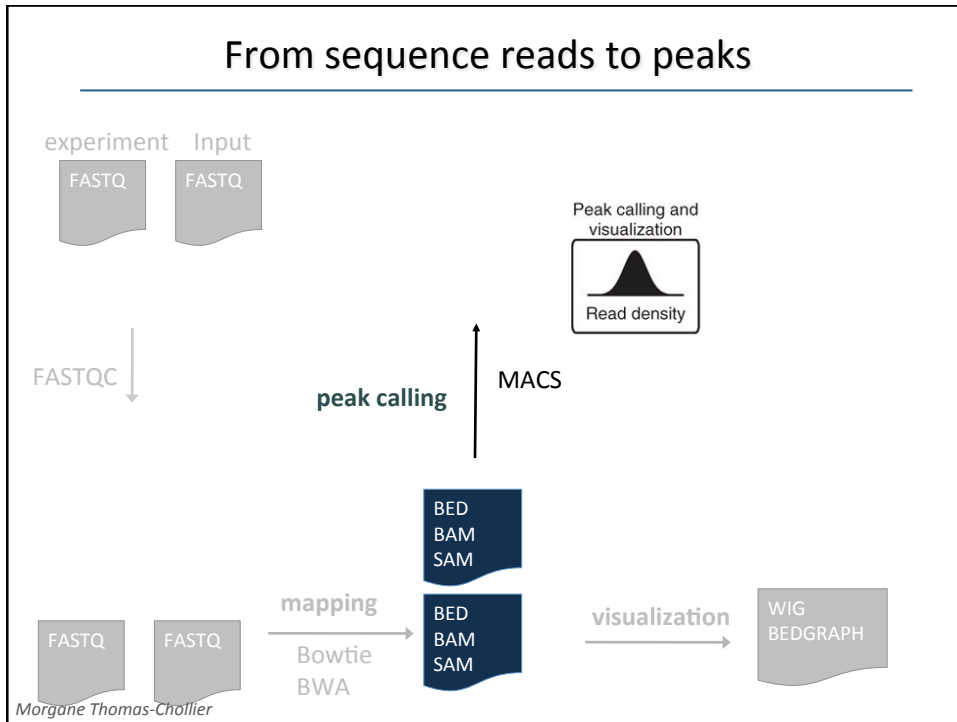 From sequence reads to peaks
experiment
Input
FASTQ
FASTQ
Peak calling and
visualization
Read density
FASTQC
peak calling
MACS
BED
BAM
SAM
mapping
Bowtie
BWA
BED
BAM
SAM
visualization
WIG
BEDGRAPH
FASTQ
FASTQ
Morgane Thomas-Chollier